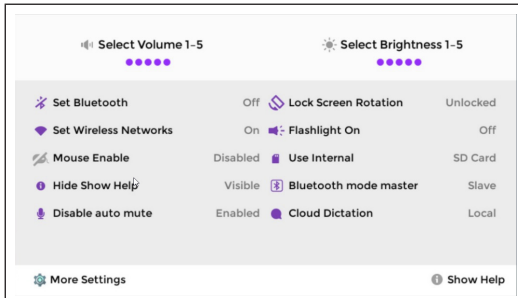 Select Volume 1-5
Select Brightness 1-5
Set Bluetooth Off
Lock Screen Rotation Unlocked
Set Wireless Networks On
Flashlight On Off
Mouse Enable Disabled
Use Internal SD Card
Hide Show Help Visible
Bluetooth mode master Slave
Disable auto mute Enabled
Cloud Dictation Local
More Settings
Show Help